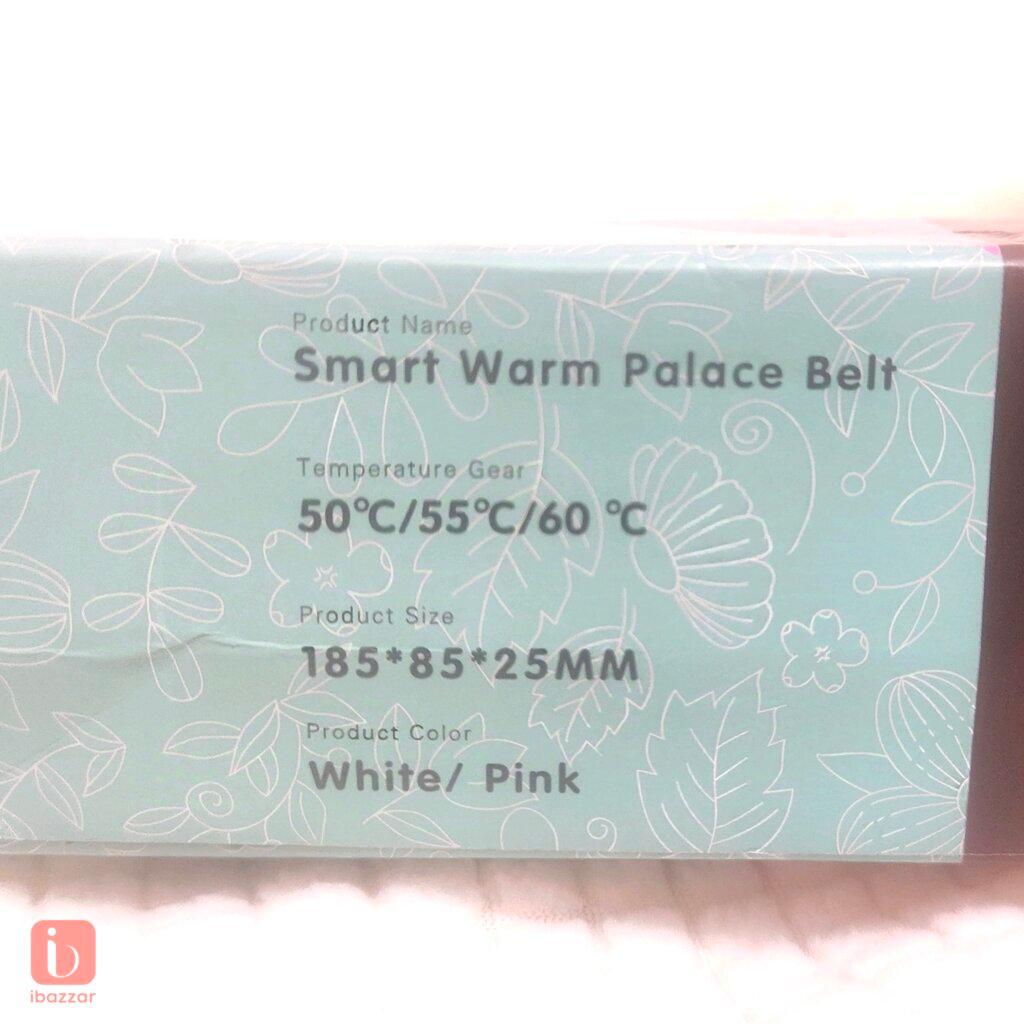 Product Name
Smart Warm Palace Belt
Temperature Gear
50℃/55℃/60 ℃
Product Size
185*85*25MM
Product Color
White/ Pink
ibazzar